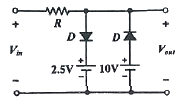 R
+ +
D D
V_in V_out
2.5V + 10V +
− − − −